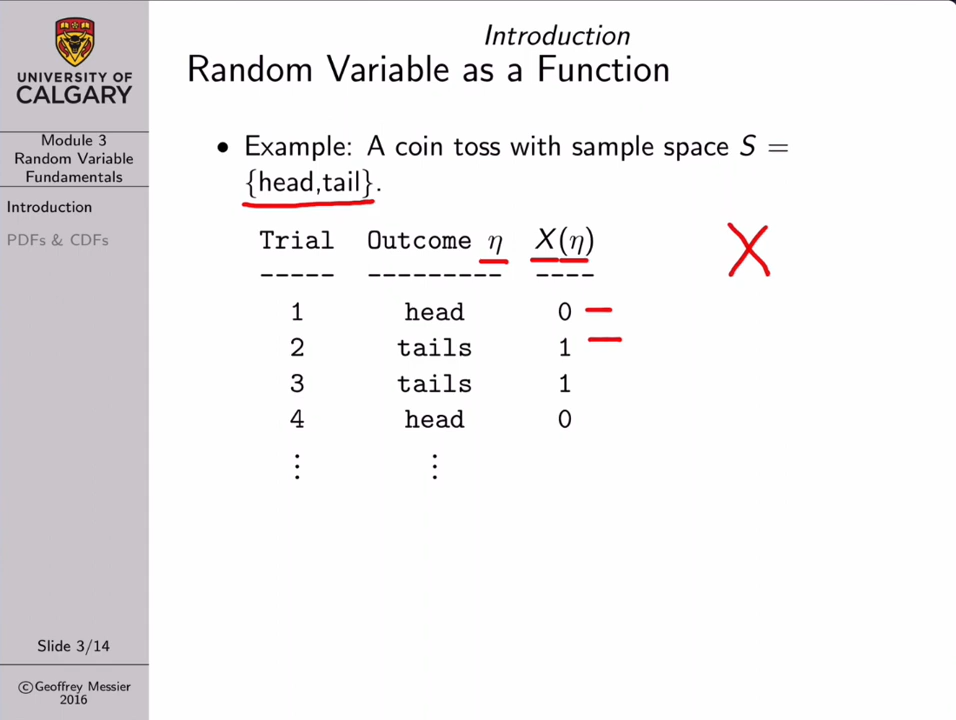 UNIVERSITY OF
CALGARY
Module 3
Random Variable
Fundamentals
Introduction
PDFs & CDFs
Slide 3/14
©Geoffrey Messier
2016
Introduction
Random Variable as a Function
• Example: A coin toss with sample space S =
{head,tail}.
Trial Outcome η X(η)
----- --------- ----
1 head 0
2 tails 1
3 tails 1
4 head 0
⋮ ⋮
X